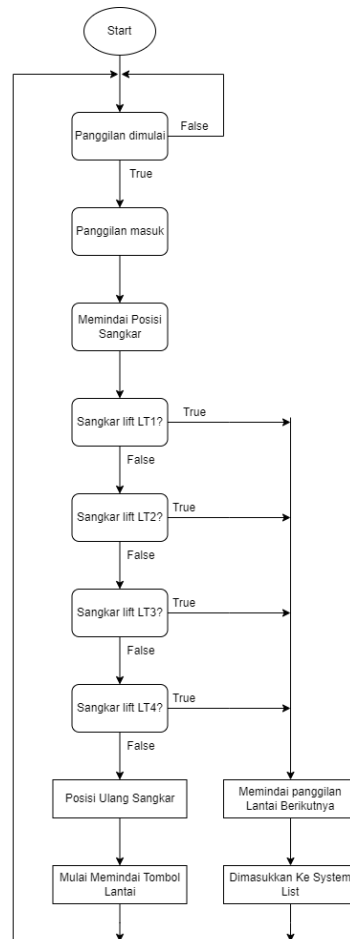 Start
Panggilan dimulai
False
True
Panggilan masuk
Memindai Posisi
Sangkar
Sangkar lift LT1?
True
False
Sangkar lift LT2?
True
False
Sangkar lift LT3?
True
False
Sangkar lift LT4?
True
False
Posisi Ulang Sangkar
Memindai panggilan
Lantai Berikutnya
Mulai Memindai Tombol
Lantai
Dimasukkan Ke System
List